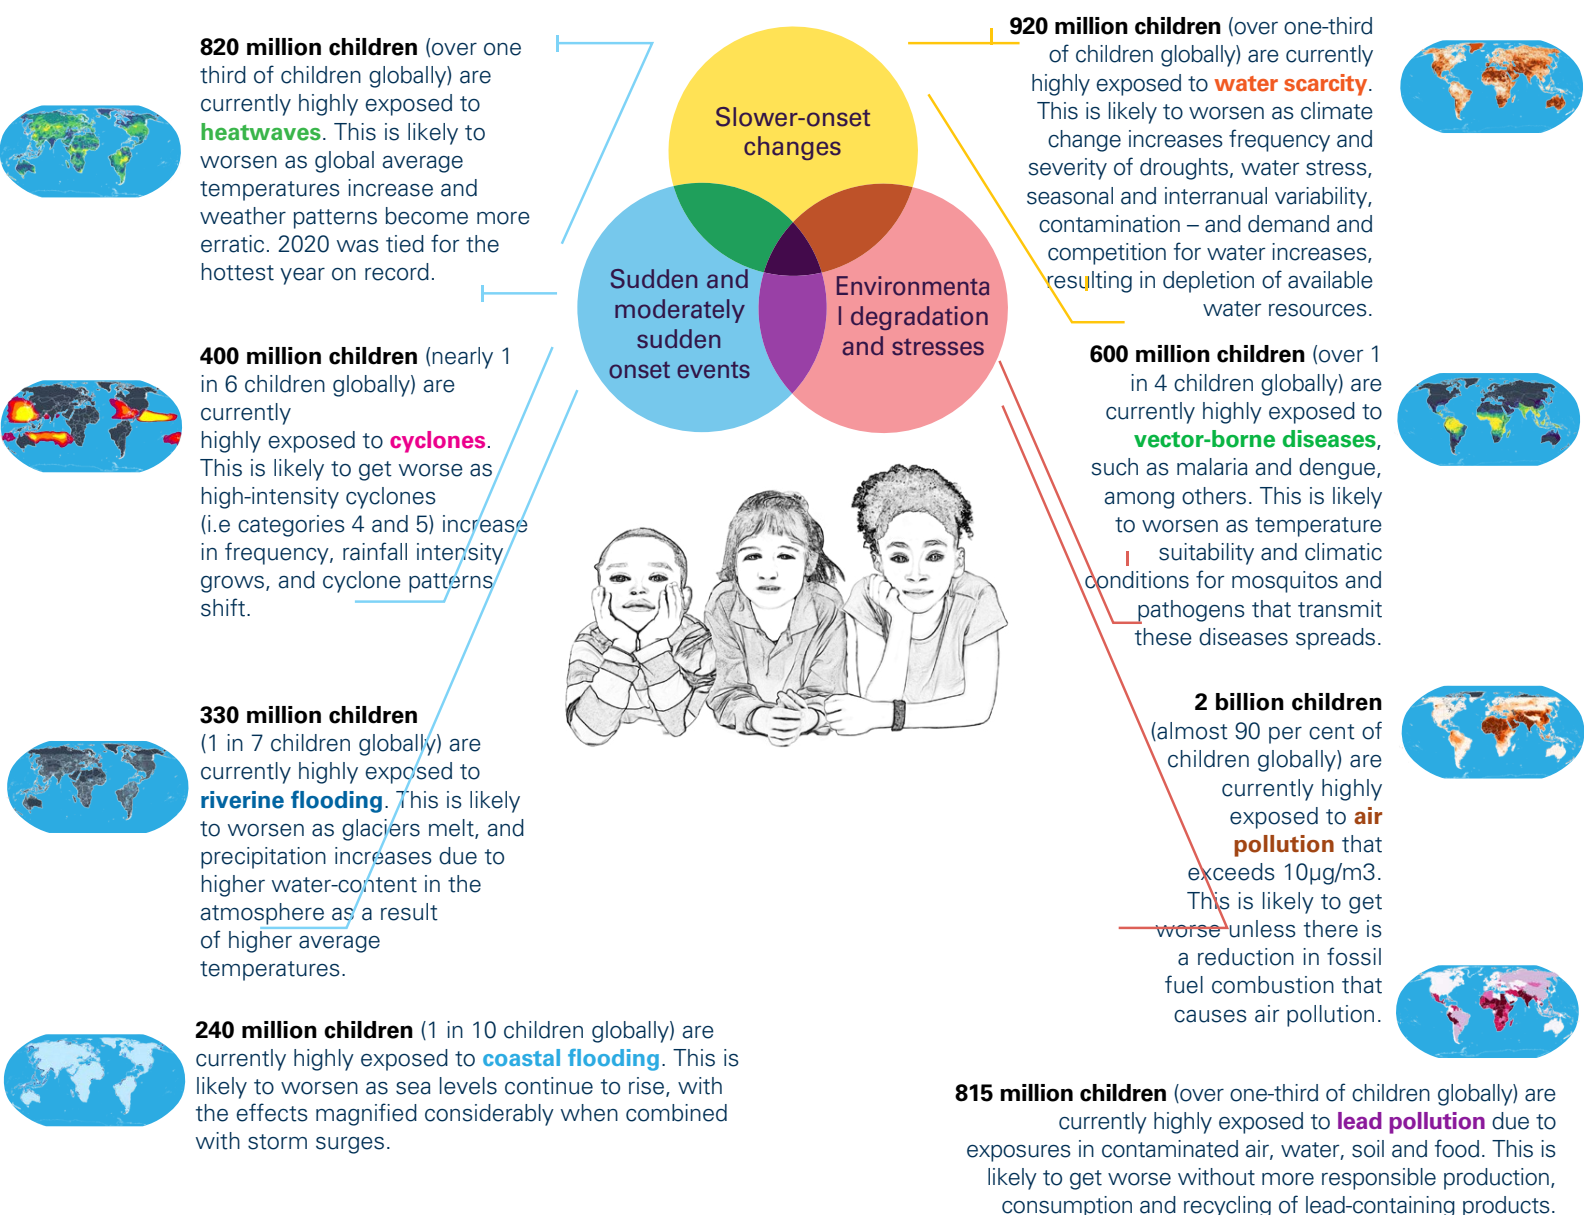 820 million children (over one
third of children globally) are
currently highly exposed to
heatwaves. This is likely to
worsen as global average
temperatures increase and
weather patterns become more
erratic. 2020 was tied for the
hottest year on record.
400 million children (nearly 1
in 6 children globally) are
currently
highly exposed to cyclones.
This is likely to get worse as
high-intensity cyclones
(i.e categories 4 and 5) increase
in frequency, rainfall intensity
grows, and cyclone patterns
shift.
330 million children
(1 in 7 children globally) are
currently highly exposed to
riverine flooding. This is likely
to worsen as glaciers melt, and
precipitation increases due to
higher water-content in the
atmosphere as a result
of higher average
temperatures.
240 million children (1 in 10 children globally) are
currently highly exposed to coastal flooding. This is
likely to worsen as sea levels continue to rise, with
the effects magnified considerably when combined
with storm surges.
Slower-onset
changes
Sudden and
moderately
sudden
onset events
Environmenta
l degradation
and stresses
920 million children (over one-third
of children globally) are currently
highly exposed to water scarcity.
This is likely to worsen as climate
change increases frequency and
severity of droughts, water stress,
seasonal and interranual variability,
contamination – and demand and
competition for water increases,
resulting in depletion of available
water resources.
600 million children (over 1
in 4 children globally) are
currently highly exposed to
vector-borne diseases,
such as malaria and dengue,
among others. This is likely
to worsen as temperature
suitability and climatic
conditions for mosquitos and
pathogens that transmit
these diseases spreads.
2 billion children
(almost 90 per cent of
children globally) are
currently highly
exposed to air
pollution that
exceeds 10µg/m3.
This is likely to get
worse unless there is
a reduction in fossil
fuel combustion that
causes air pollution.
815 million children (over one-third of children globally) are
currently highly exposed to lead pollution due to
exposures in contaminated air, water, soil and food. This is
likely to get worse without more responsible production,
consumption and recycling of lead-containing products.